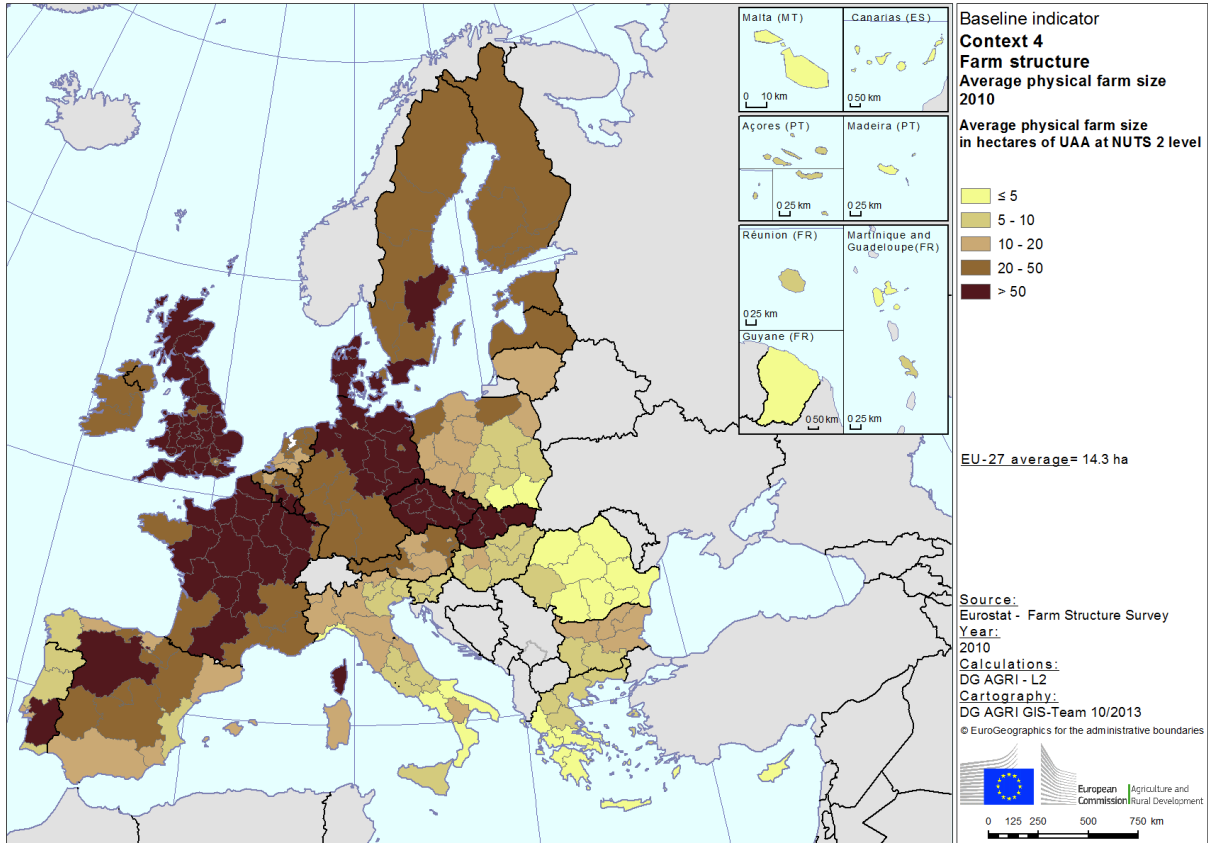 Malta (MT)
0 10 km
Canarias (ES)
0 50 km
Açores (PT)
0 25 km
Madeira (PT)
0 25 km
Réunion (FR)
0 25 km
Martinique and
Guadeloupe(FR)
0 25 km
Guyane (FR)
0 50 km
Baseline indicator
Context 4
Farm structure
Average physical farm size
2010
Average physical farm size
in hectares of UAA at NUTS 2 level
≤ 5
5 - 10
10 - 20
20 - 50
> 50
EU-27 average= 14.3 ha
Source:
Eurostat - Farm Structure Survey
Year:
2010
Calculations:
DG AGRI - L2
Cartography:
DG AGRI GIS-Team 10/2013
© EuroGeographics for the administrative boundaries
European
Commission
Agriculture and
Rural Development
0 125 250 500 750 km